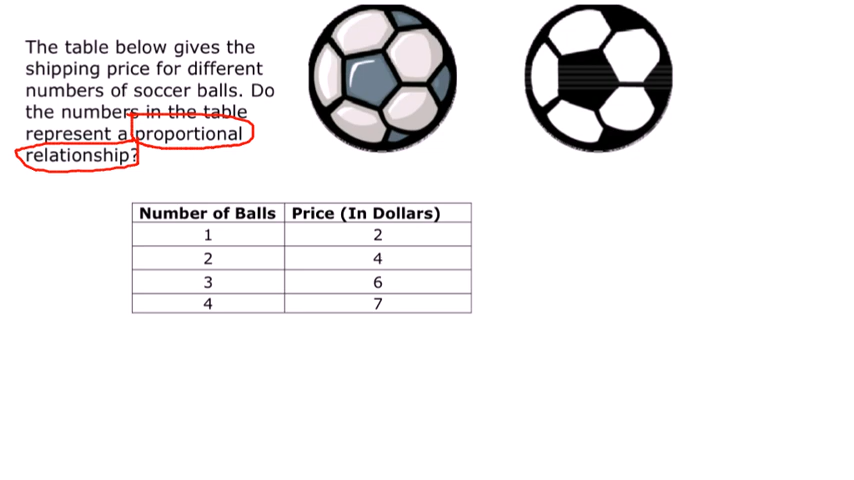 The table below gives the
shipping price for different
numbers of soccer balls. Do
the numbers in the table
represent a proportional
relationship?
Number of Balls Price (In Dollars)
1 2
2 4
3 6
4 7